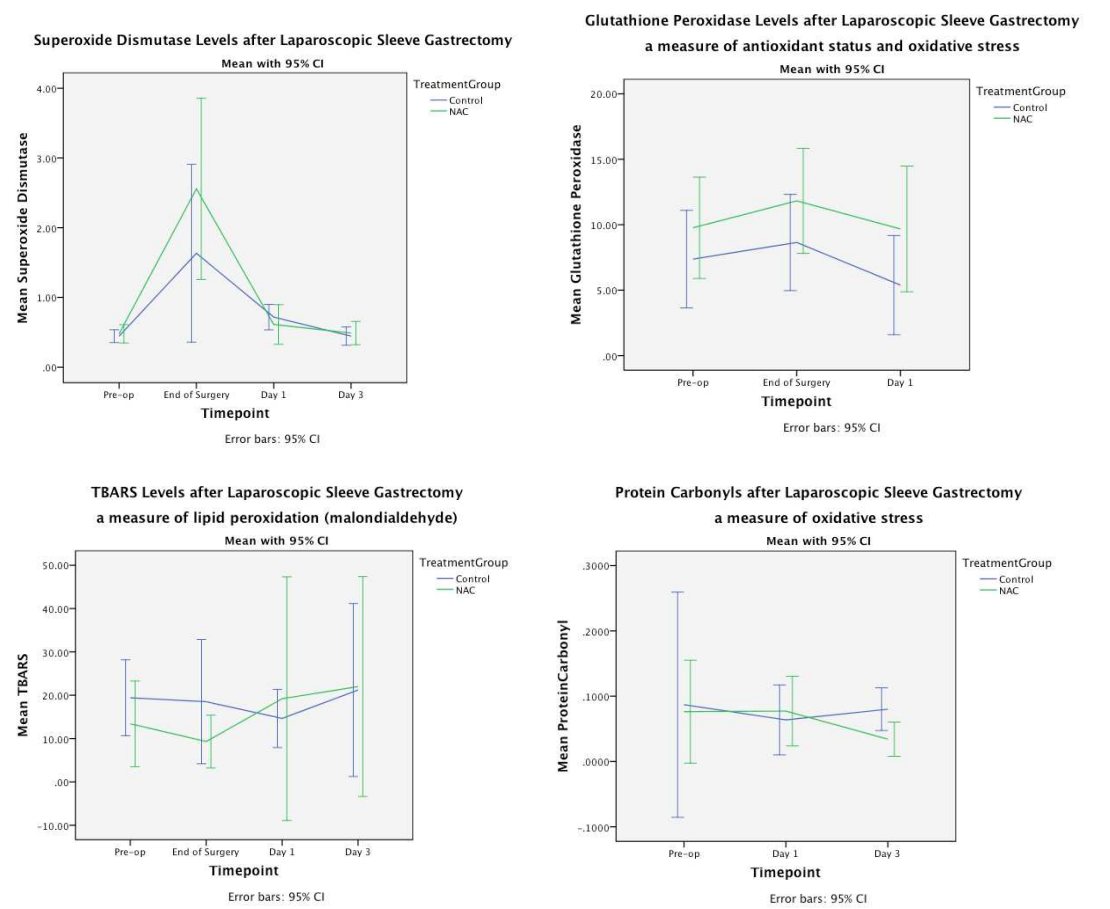 Superoxide Dismutase Levels after Laparoscopic Sleeve Gastrectomy
Mean with 95% CI
TreatmentGroup
Control
NAC
Mean Superoxide Dismutase
4.00
3.00
2.00
1.00
.00
Pre-op
End of Surgery
Day 1
Day 3
Timepoint
Error bars: 95% CI
Glutathione Peroxidase Levels after Laparoscopic Sleeve Gastrectomy
a measure of antioxidant status and oxidative stress
Mean with 95% CI
TreatmentGroup
Control
NAC
Mean Glutathione Peroxidase
20.00
15.00
10.00
5.00
.00
Pre-op
End of Surgery
Day 1
Timepoint
Error bars: 95% CI
TBARS Levels after Laparoscopic Sleeve Gastrectomy
a measure of lipid peroxidation (malondialdehyde)
Mean with 95% CI
TreatmentGroup
Control
NAC
Mean TBARS
50.00
40.00
30.00
20.00
10.00
.00
-10.00
Pre-op
End of Surgery
Day 1
Day 3
Timepoint
Error bars: 95% CI
Protein Carbonyls after Laparoscopic Sleeve Gastrectomy
a measure of oxidative stress
Mean with 95% CI
TreatmentGroup
Control
NAC
Mean ProteinCarbonyl
.3000
.2000
.1000
.0000
-.1000
Pre-op
Day 1
Day 3
Timepoint
Error bars: 95% CI